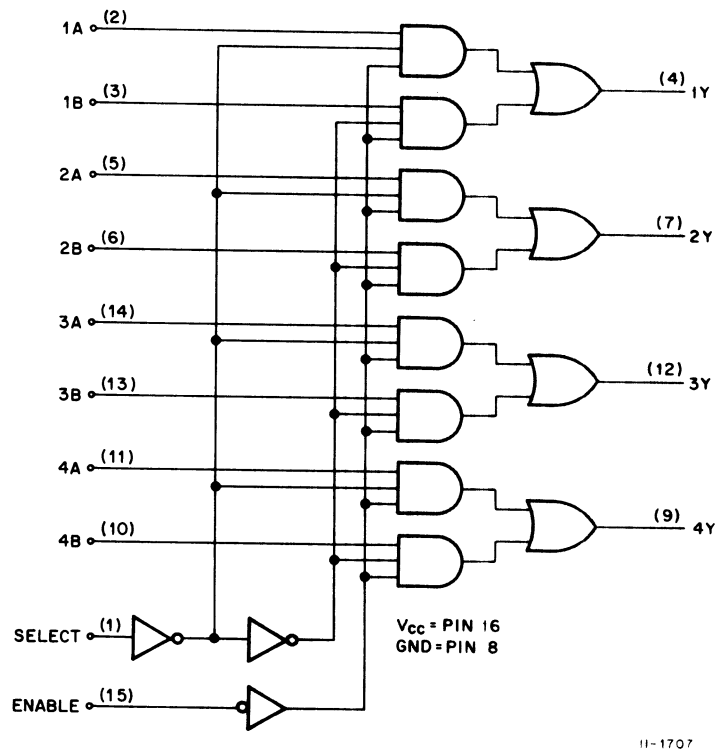 1A (2)
(4) 1Y
1B (3)
2A (5)
(7) 2Y
2B (6)
3A (14)
(12) 3Y
3B (13)
4A (11)
(9) 4Y
4B (10)
SELECT (1)
VCC = PIN 16
GND = PIN 8
ENABLE (15)
11-1707